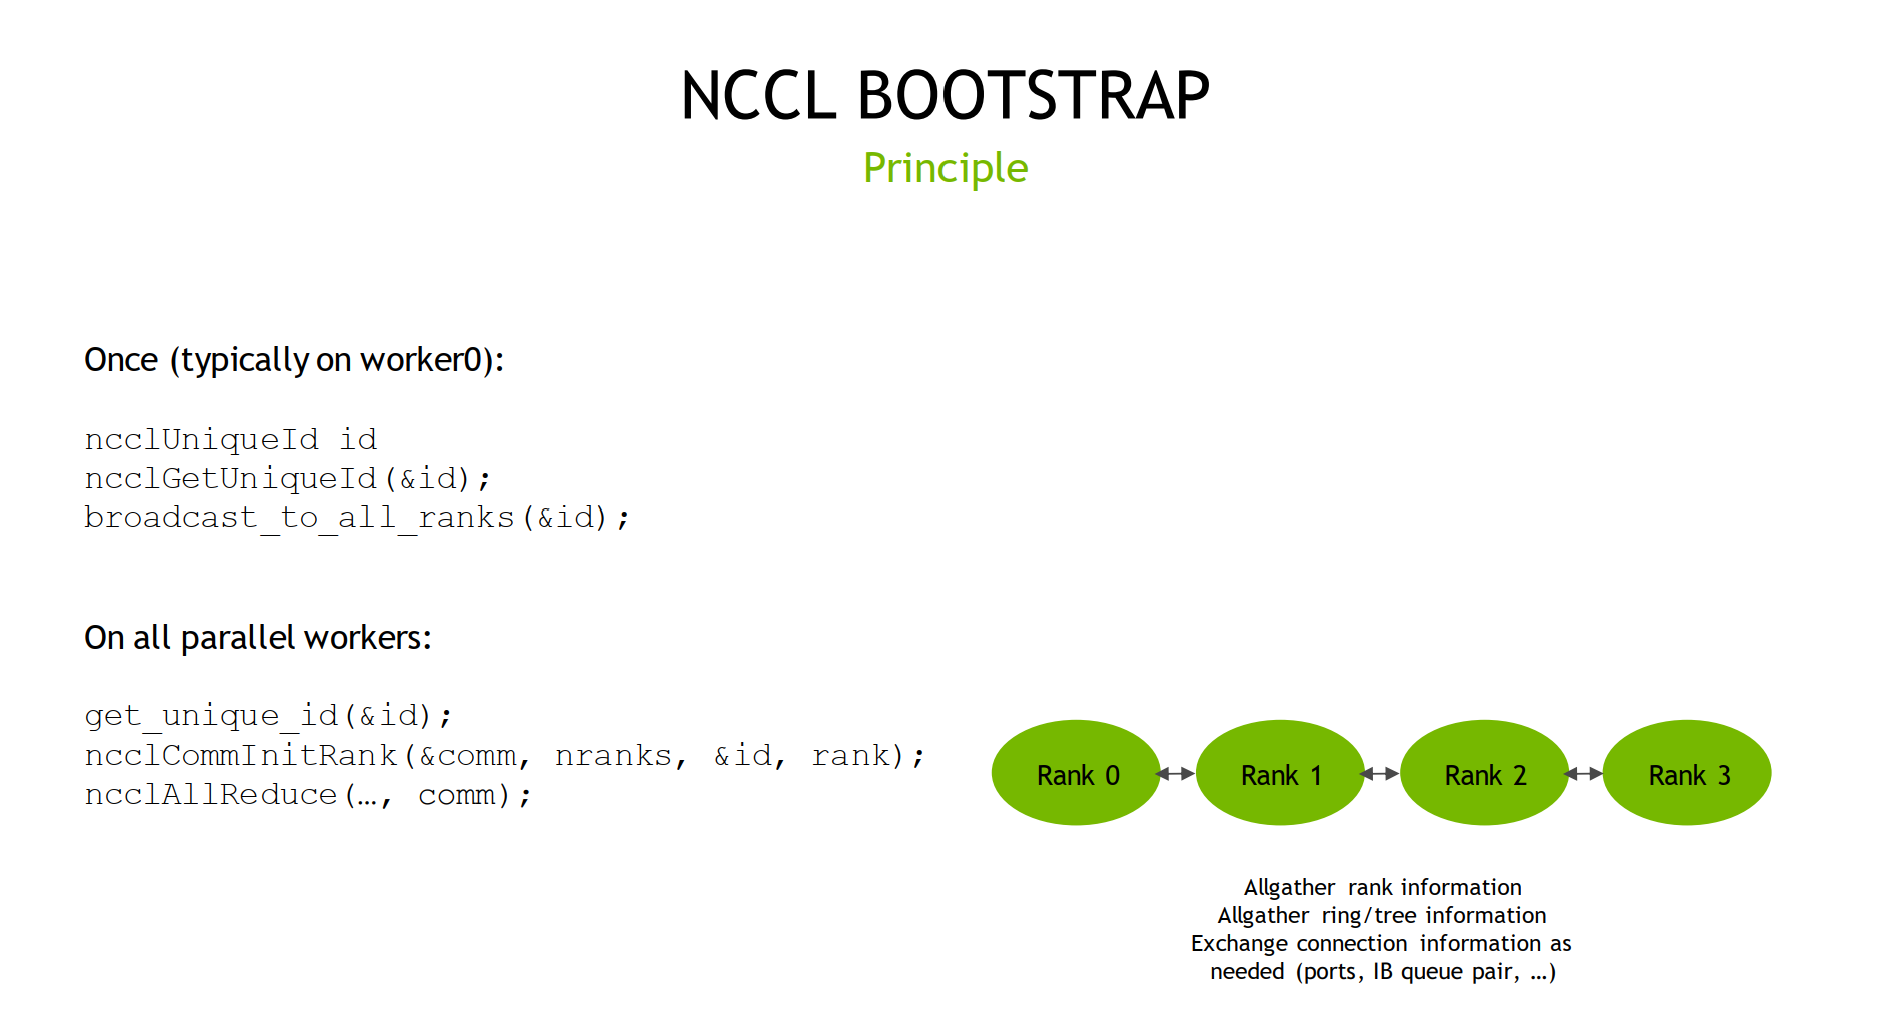 NCCL BOOTSTRAP
Principle
Once (typically on worker0):
ncclUniqueId id
ncclGetUniqueId(&id);
broadcast_to_all_ranks(&id);
On all parallel workers:
get_unique_id(&id);
ncclCommInitRank(&comm, nranks, &id, rank);
ncclAllReduce(…, comm);
Rank 0
Rank 1
Rank 2
Rank 3
Allgather rank information
Allgather ring/tree information
Exchange connection information as
needed (ports, IB queue pair, …)